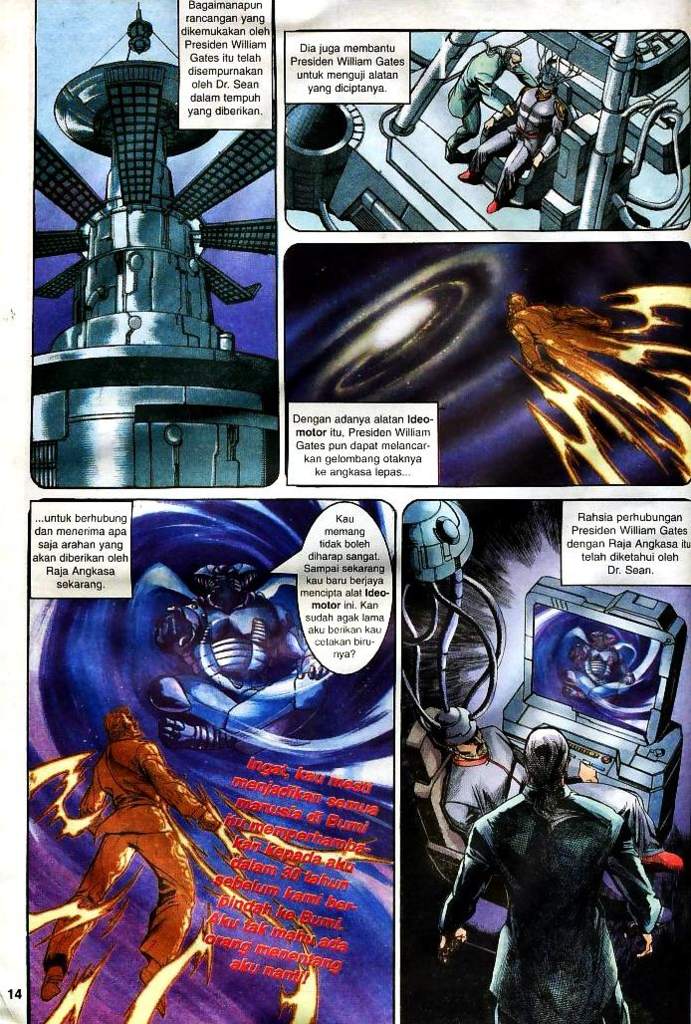 Bagaimanapun
rancangan yang
dikemukakan oleh
Presiden William
Gates itu telah
disempurnakan
oleh Dr. Sean
dalam tempuh
yang diberikan.
Dia juga membantu
Presiden William Gates
untuk menguji alatan
yang diciptanya.
Dengan adanya alatan Ideo-
motor itu, Presiden William
Gates pun dapat melancar-
kan gelombang otaknya
ke angkasa lepas...
...untuk berhubung
dan menerima apa
saja arahan yang
akan diberikan oleh
Raja Angkasa
sekarang.
Kau
memang
tidak boleh
diharap sangat.
Sampai sekarang
kau baru berjaya
mencipta alat Ideo-
motor ini. Kan
sudah agak lama
aku berikan kau
cetakan biru-
nya?
Ingat, kau mesti
menjadikan semua
manusia di Bumi
itu memperhamba-
kan kepada aku
dalam 30 tahun
sebelum kami ber-
pindah ke Bumi.
Aku tak mahu ada
orang menentang
aku nanti!
Rahsia perhubungan
Presiden William Gates
dengan Raja Angkasa itu
telah diketahui oleh
Dr. Sean.
14